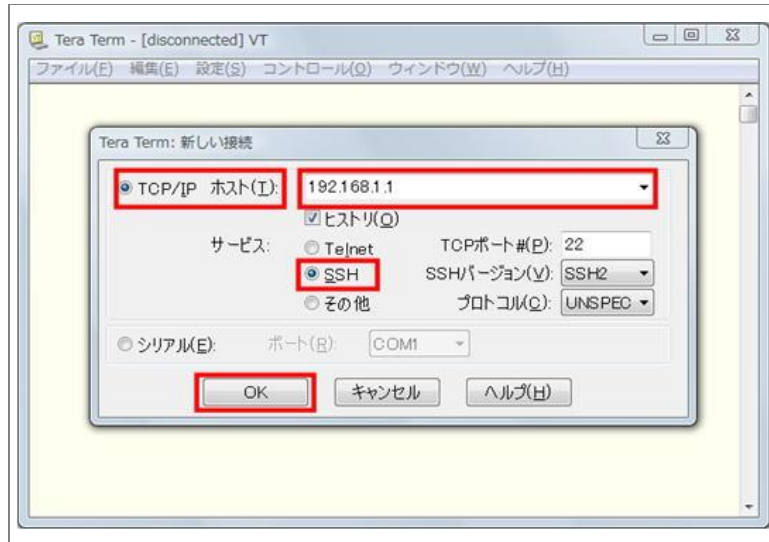 Tera Term - [disconnected] VT
ファイル(F) 編集(E) 設定(S) コントロール(O) ウィンドウ(W) ヘルプ(H)
Tera Term: 新しい接続
TCP/IP ホスト(T): 192.168.1.1
ヒストリ(O)
サービス: Telnet TCPポート#(P): 22
SSH SSHバージョン(V): SSH2
その他 プロトコル(C): UNSPEC
シリアル(E): ポート(R): COM1
OK キャンセル ヘルプ(H)